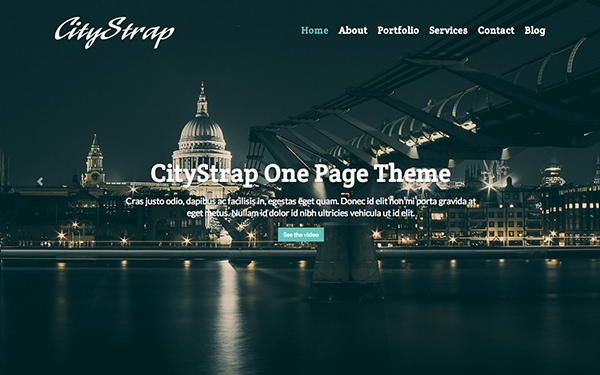 CityStrap
Home About Portfolio Services Contact Blog
CityStrap One Page Theme
Cras justo odio, dapibus ac facilisis in, egestas eget quam. Donec id elit non mi porta gravida at
eget metus. Nullam id dolor id nibh ultricies vehicula ut id elit.
See the video